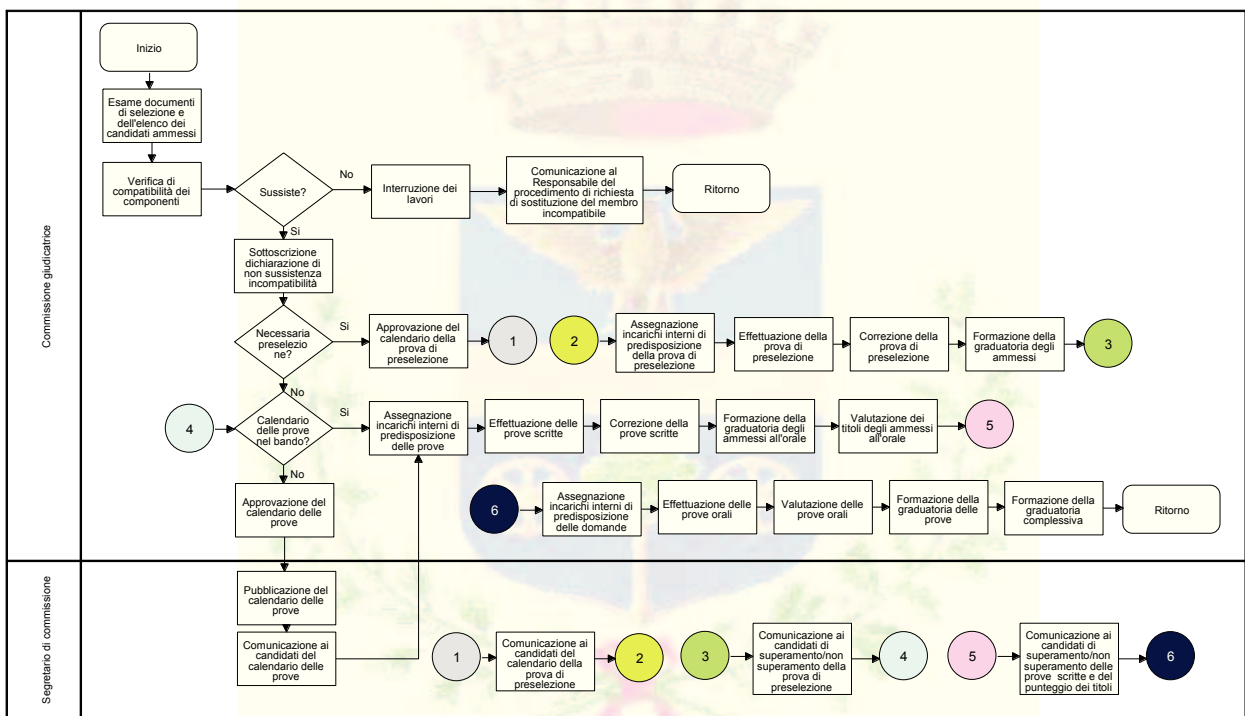 Commissione giudicatrice
Inizio
Esame documenti
di selezione e
dell'elenco dei
candidati ammessi
Verifica di
compatibilità dei
componenti
Sussiste?
No
Interruzione dei
lavori
Comunicazione al
Responsabile del
procedimento di richiesta
di sostituzione del membro
incompatibile
Ritorno
Si
Sottoscrizione
dichiarazione di
non sussistenza
incompatibilità
Necessaria
preselezio
ne?
Si
Approvazione del
calendario della
prova di
preselezione
1
2
Assegnazione
incarichi interni di
predisposizione
della prova di
preselezione
Effettuazione della
prova di
preselezione
Correzione della
prova di
preselezione
Formazione della
graduatoria degli
ammessi
3
No
4
Calendario
delle prove
nel bando?
Si
Assegnazione
incarichi interni di
predisposizione
delle prove
Effettuazione delle
prove scritte
Correzione della
prove scritte
Formazione della
graduatoria degli
ammessi all'orale
Valutazione dei
titoli degli ammessi
all'orale
5
No
Approvazione del
calendario delle
prove
6
Assegnazione
incarichi interni di
predisposizione
delle domande
Effettuazione delle
prove orali
Valutazione delle
prove orali
Formazione della
graduatoria delle
prove
Formazione della
graduatoria
complessiva
Ritorno
Segretario di commissione
Pubblicazione del
calendario delle
prove
Comunicazione ai
candidati del
calendario delle
prove
1
Comunicazione ai
candidati del
calendario della
prova di
preselezione
2
3
Comunicazione ai
candidati di
superamento/non
superamento della
prova di
preselezione
4
5
Comunicazione ai
candidati di
superamento/non
superamento delle
prove scritte e del
punteggio dei titoli
6